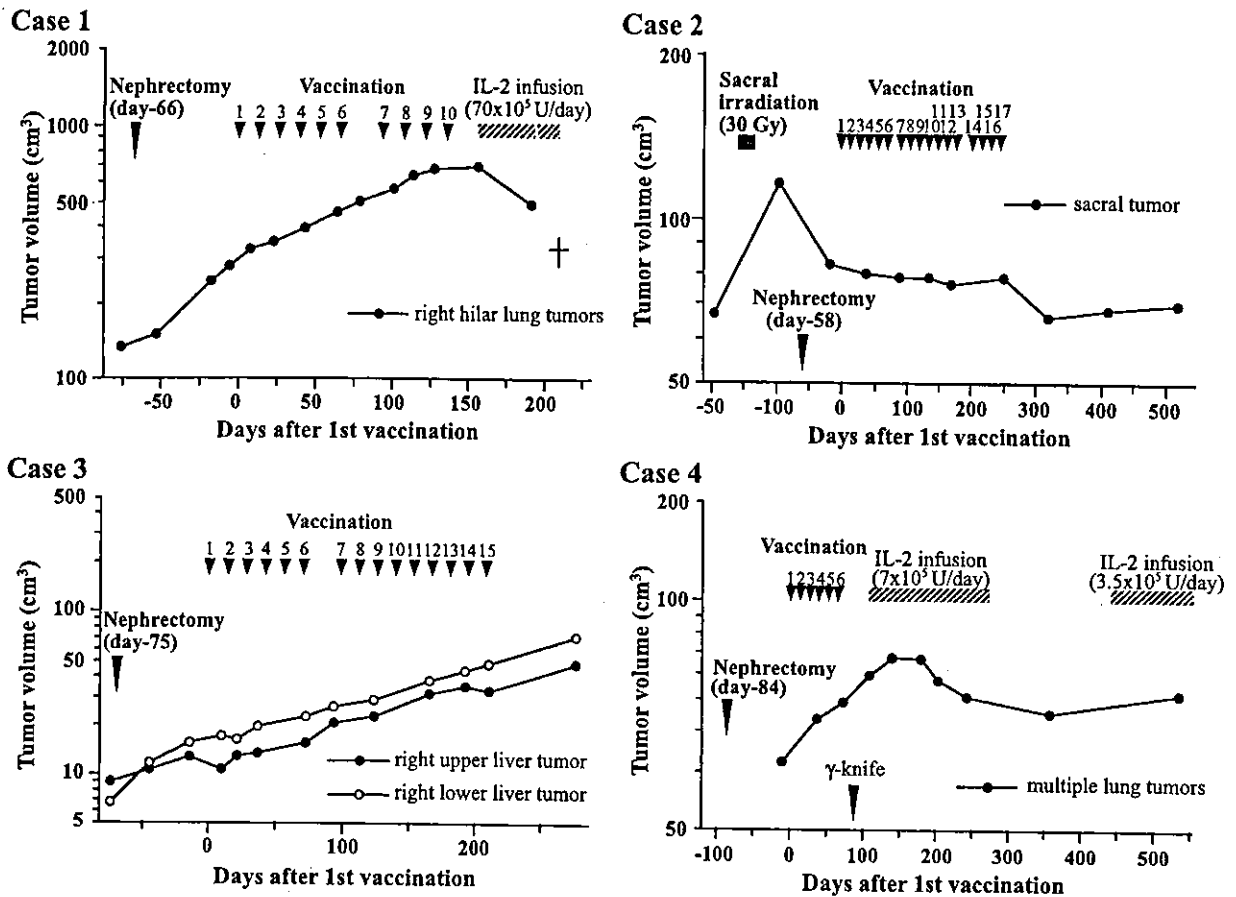 Case 1
2000
1000
500
100
Tumor volume (cm³)
Nephrectomy
(day-66)
Vaccination
1 2 3 4 5 6 7 8 9 10
IL-2 infusion
(70x10⁵ U/day)
†
right hilar lung tumors
-50 0 50 100 150 200
Days after 1st vaccination
Case 2
200
100
50
Tumor volume (cm³)
Sacral
irradiation
(30 Gy)
Vaccination
1113 1517
1234567891012 1416
sacral tumor
Nephrectomy
(day-58)
-50 -100 0 100 200 300 400 500
Days after 1st vaccination
Case 3
500
100
50
10
5
Tumor volume (cm³)
Vaccination
1 2 3 4 5 6 7 8 9 10 11 12 13 14 15
Nephrectomy
(day-75)
right upper liver tumor
right lower liver tumor
0 100 200
Days after 1st vaccination
Case 4
200
100
50
Tumor volume (cm³)
Vaccination
123456
IL-2 infusion
(7x10⁵ U/day)
IL-2 infusion
(3.5x10⁵ U/day)
Nephrectomy
(day-84)
γ-knife
multiple lung tumors
-100 0 100 200 300 400 500
Days after 1st vaccination